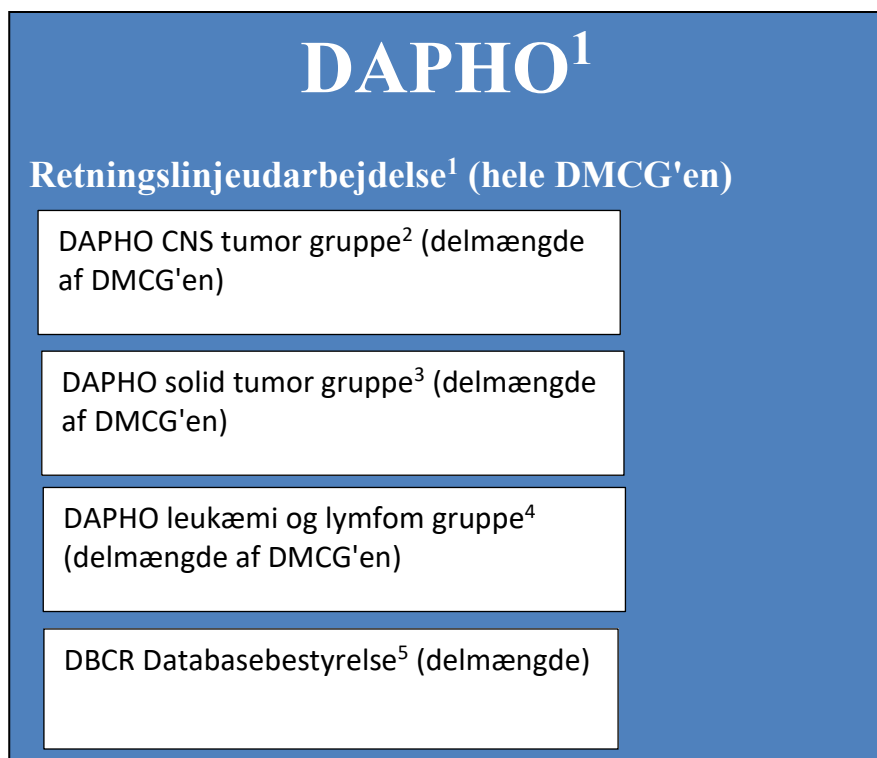 DAPHO¹
Retningslinjeudarbejdelse¹ (hele DMCG'en)
DAPHO CNS tumor gruppe² (delmængde
af DMCG'en)
DAPHO solid tumor gruppe³ (delmængde
af DMCG'en)
DAPHO leukæmi og lymfom gruppe⁴
(delmængde af DMCG'en)
DBCR Databasebestyrelse⁵ (delmængde)